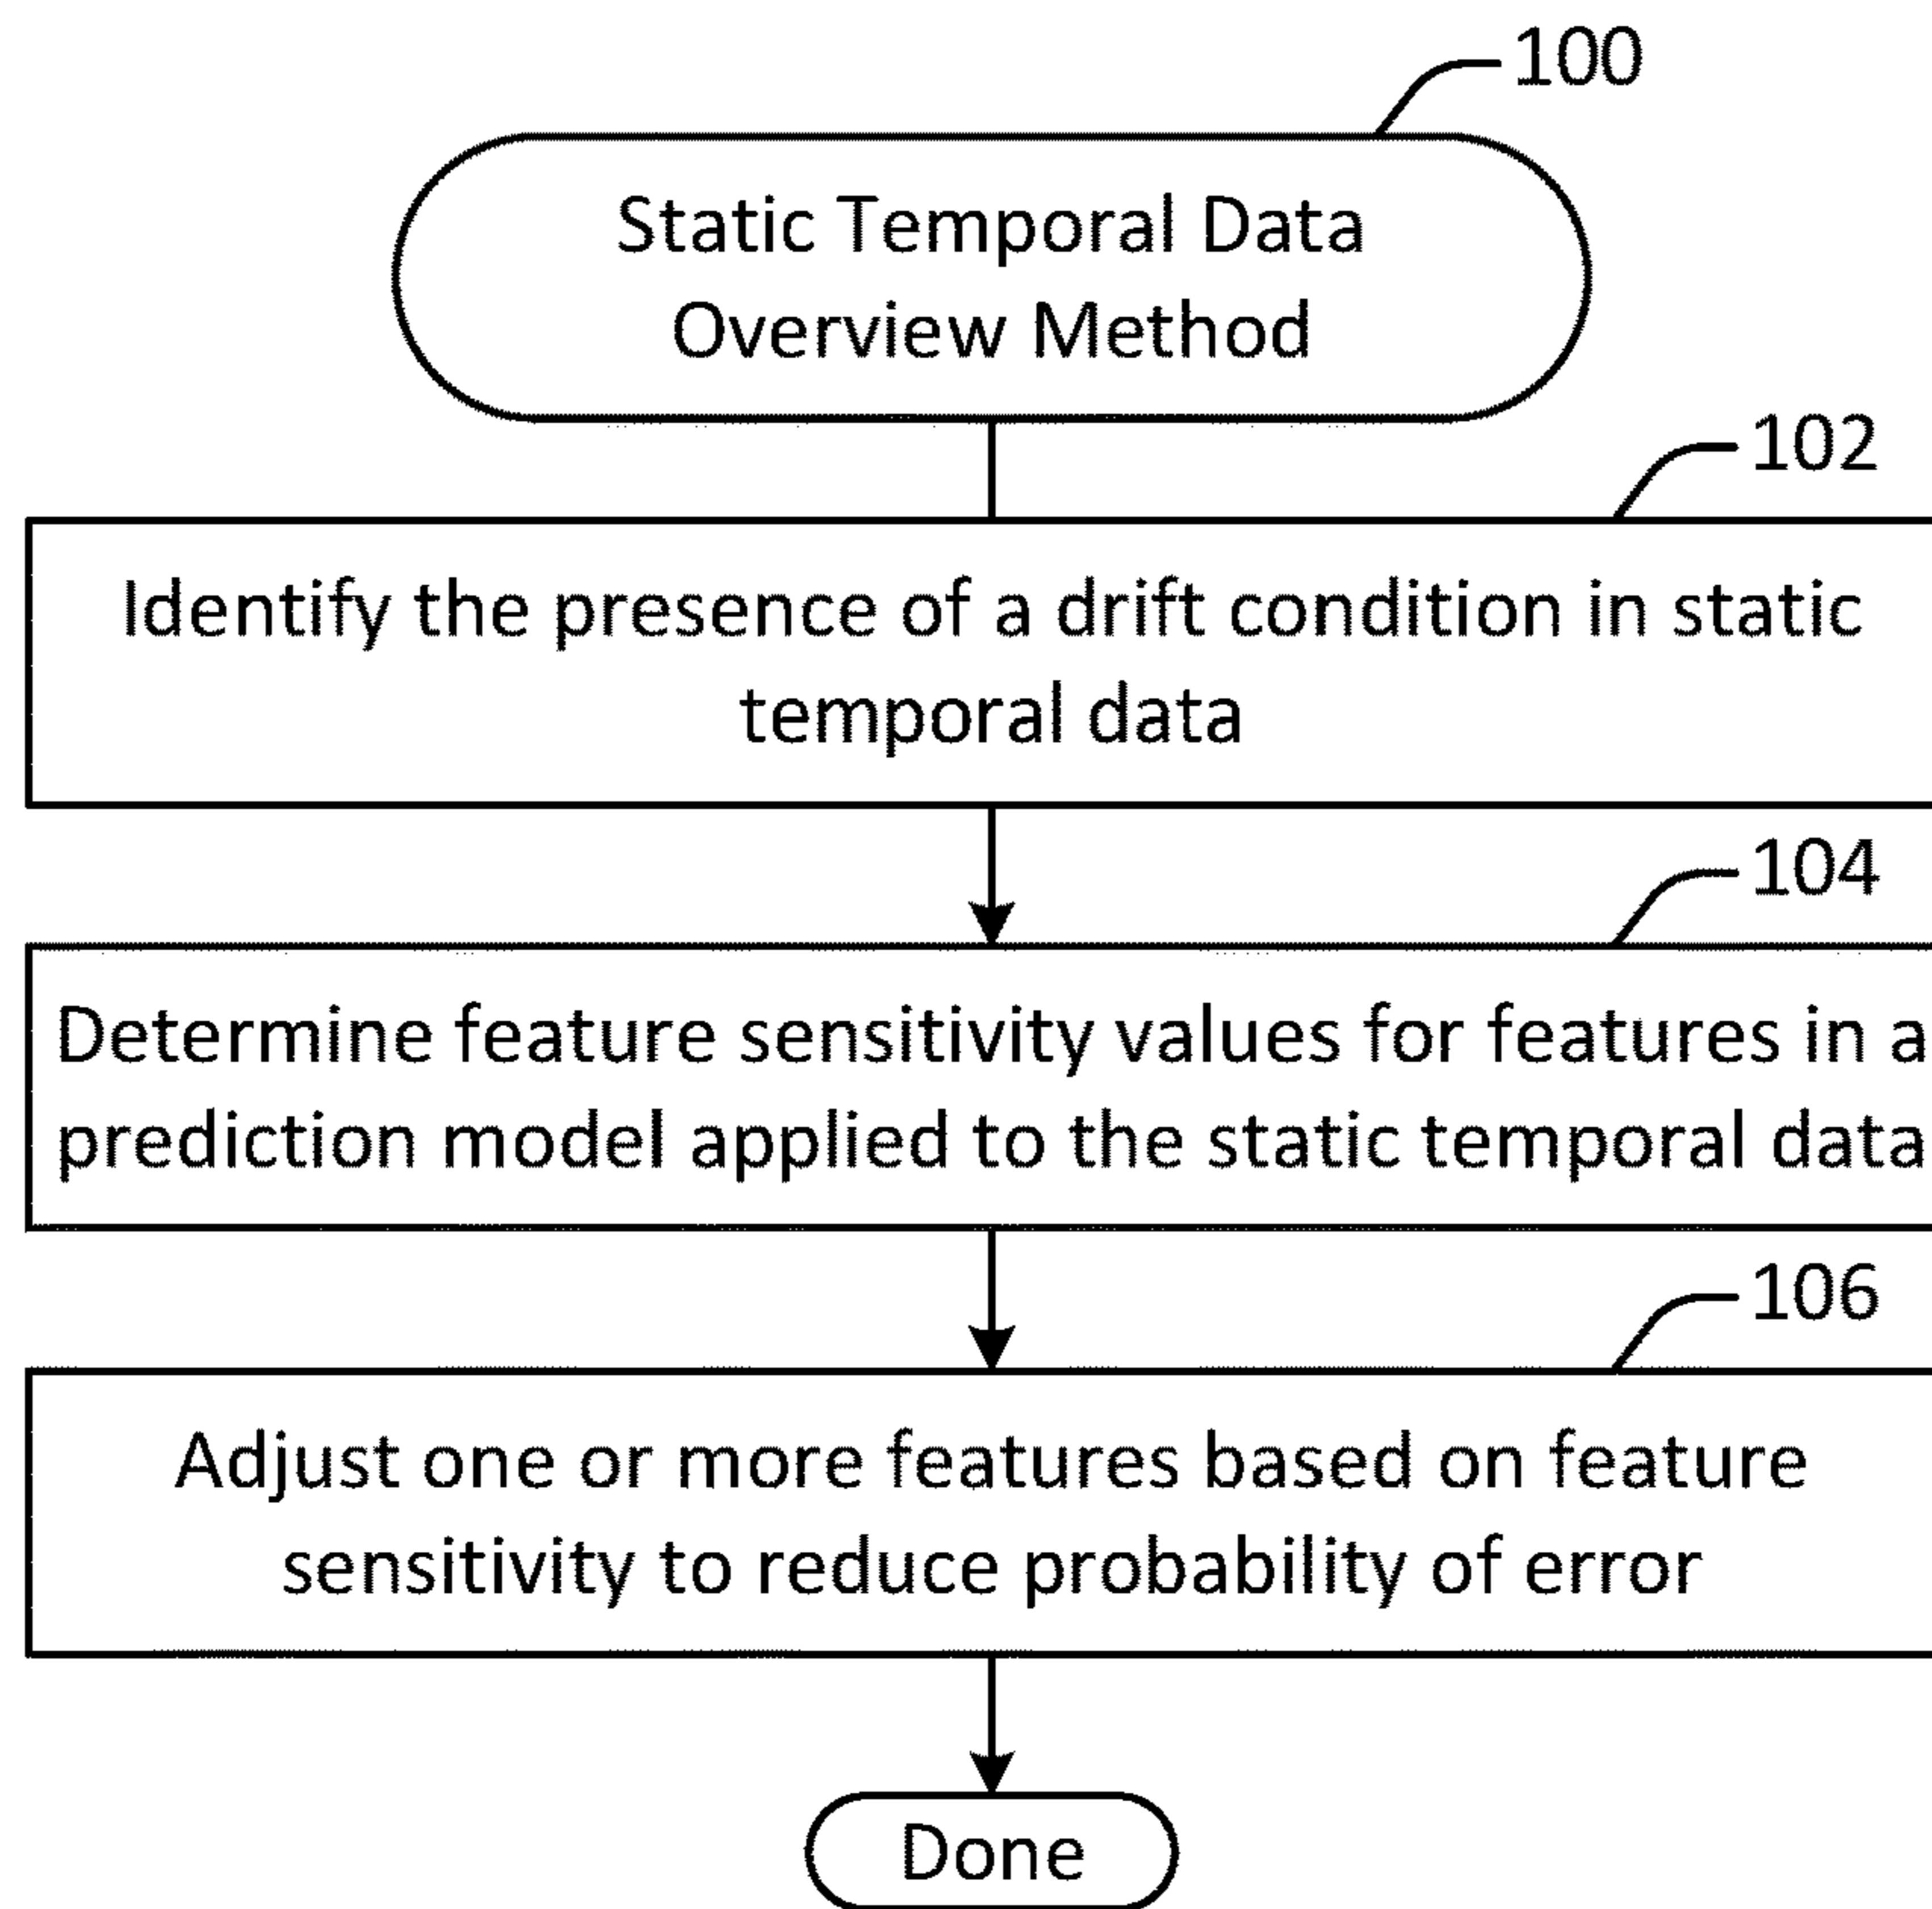 100
Static Temporal Data
Overview Method
102
Identify the presence of a drift condition in static
temporal data
104
Determine feature sensitivity values for features in a
prediction model applied to the static temporal data
106
Adjust one or more features based on feature
sensitivity to reduce probability of error
Done